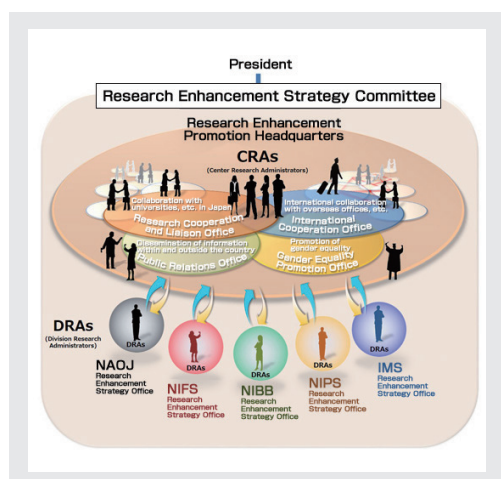 President
Research Enhancement Strategy Committee
Research Enhancement
Promotion Headquarters
CRAs
(Center Research Administrators)
Collaboration with
universities, etc. in Japan
Research Cooperation
and Liaison Office
International collaboration
with overseas offices, etc.
International
Cooperation Office
Dissemination of information
within and outside the country
Public Relations Office
Promotion of
gender equality
Gender Equality
Promotion Office
DRAs
(Division Research
Administrators)
DRAs
NAOJ
Research
Enhancement
Strategy Office
DRAs
NIFS
Research
Enhancement
Strategy Office
DRAs
NIBB
Research
Enhancement
Strategy Office
DRAs
NIPS
Research
Enhancement
Strategy Office
DRAs
IMS
Research
Enhancement
Strategy Office